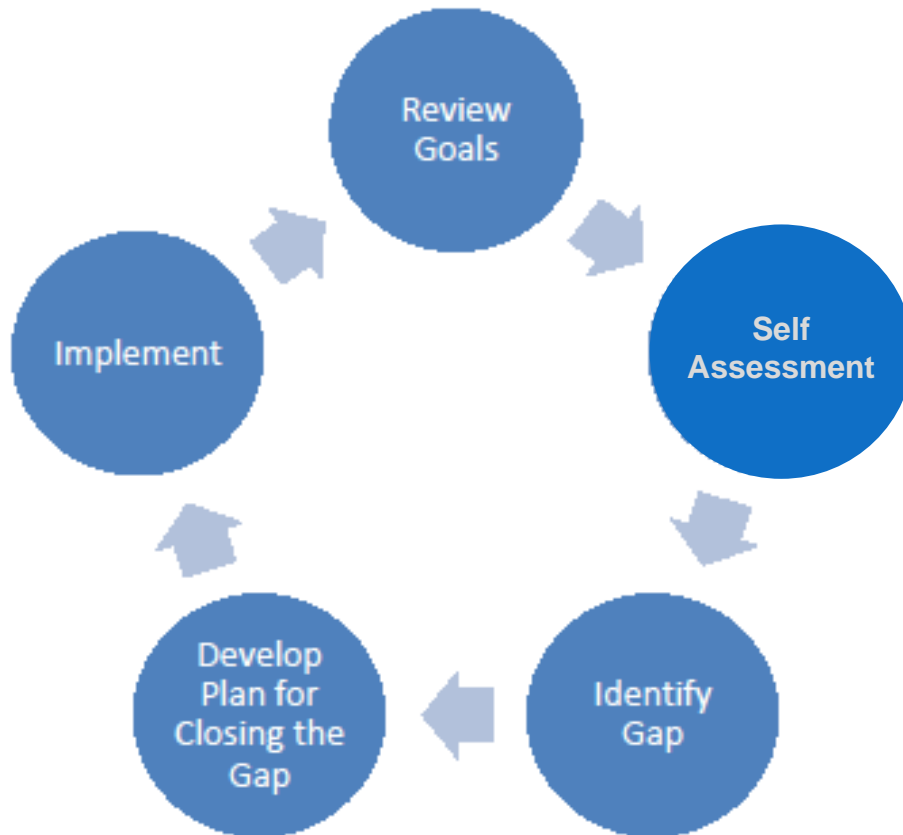 Review
Goals
Self
Assessment
Identify
Gap
Develop
Plan for
Closing the
Gap
Implement